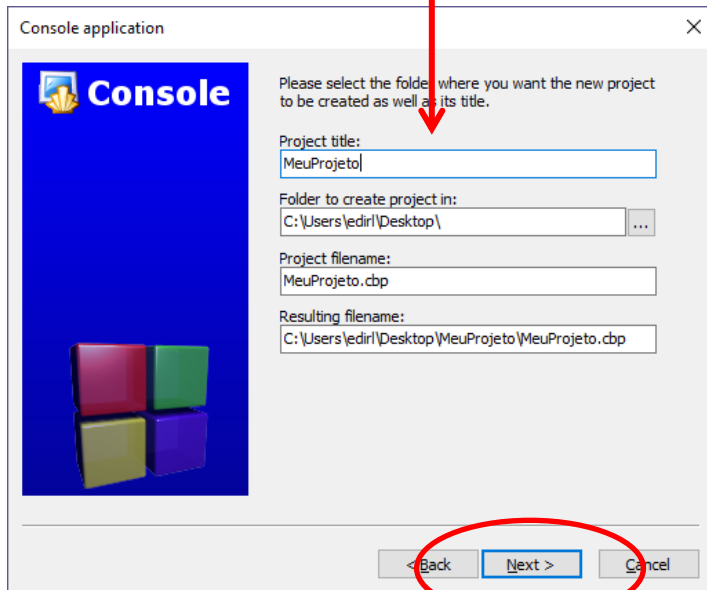 Console application
Console
Please select the folder where you want the new project
to be created as well as its title.
Project title:
MeuProjeto
Folder to create project in:
C:\Users\edirl\Desktop\
...
Project filename:
MeuProjeto.cbp
Resulting filename:
C:\Users\edirl\Desktop\MeuProjeto\MeuProjeto.cbp
< Back
Next >
Cancel